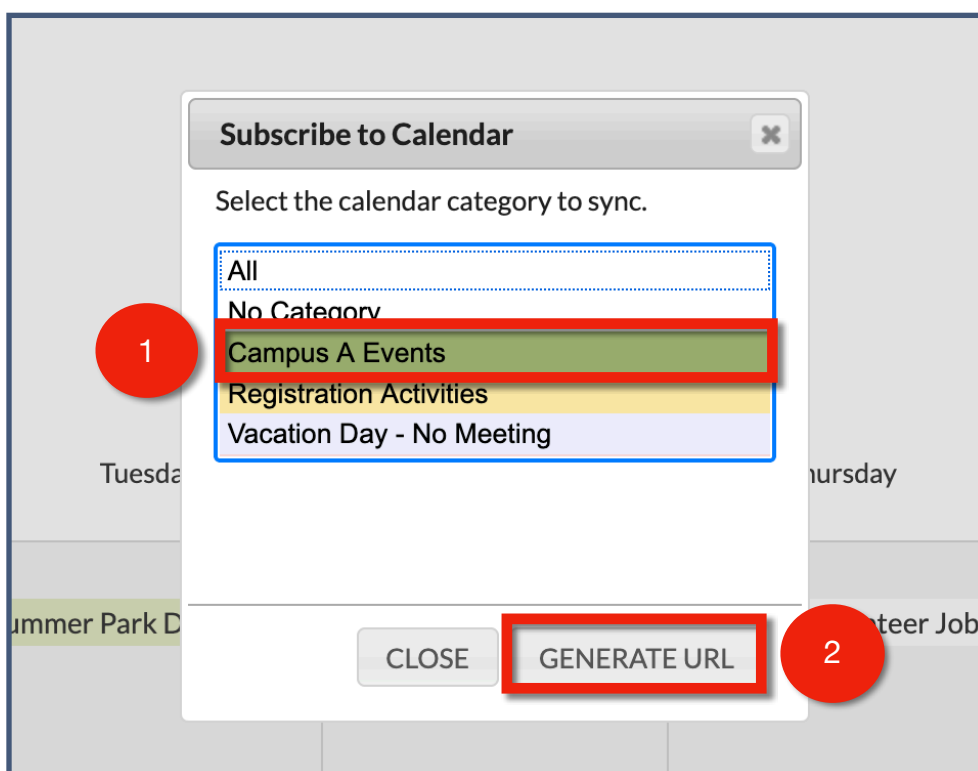 Subscribe to Calendar
Select the calendar category to sync.
All
No Category
1
Campus A Events
Registration Activities
Vacation Day - No Meeting
Tuesda
hursday
ummer Park D
nteer Job
CLOSE
GENERATE URL
2